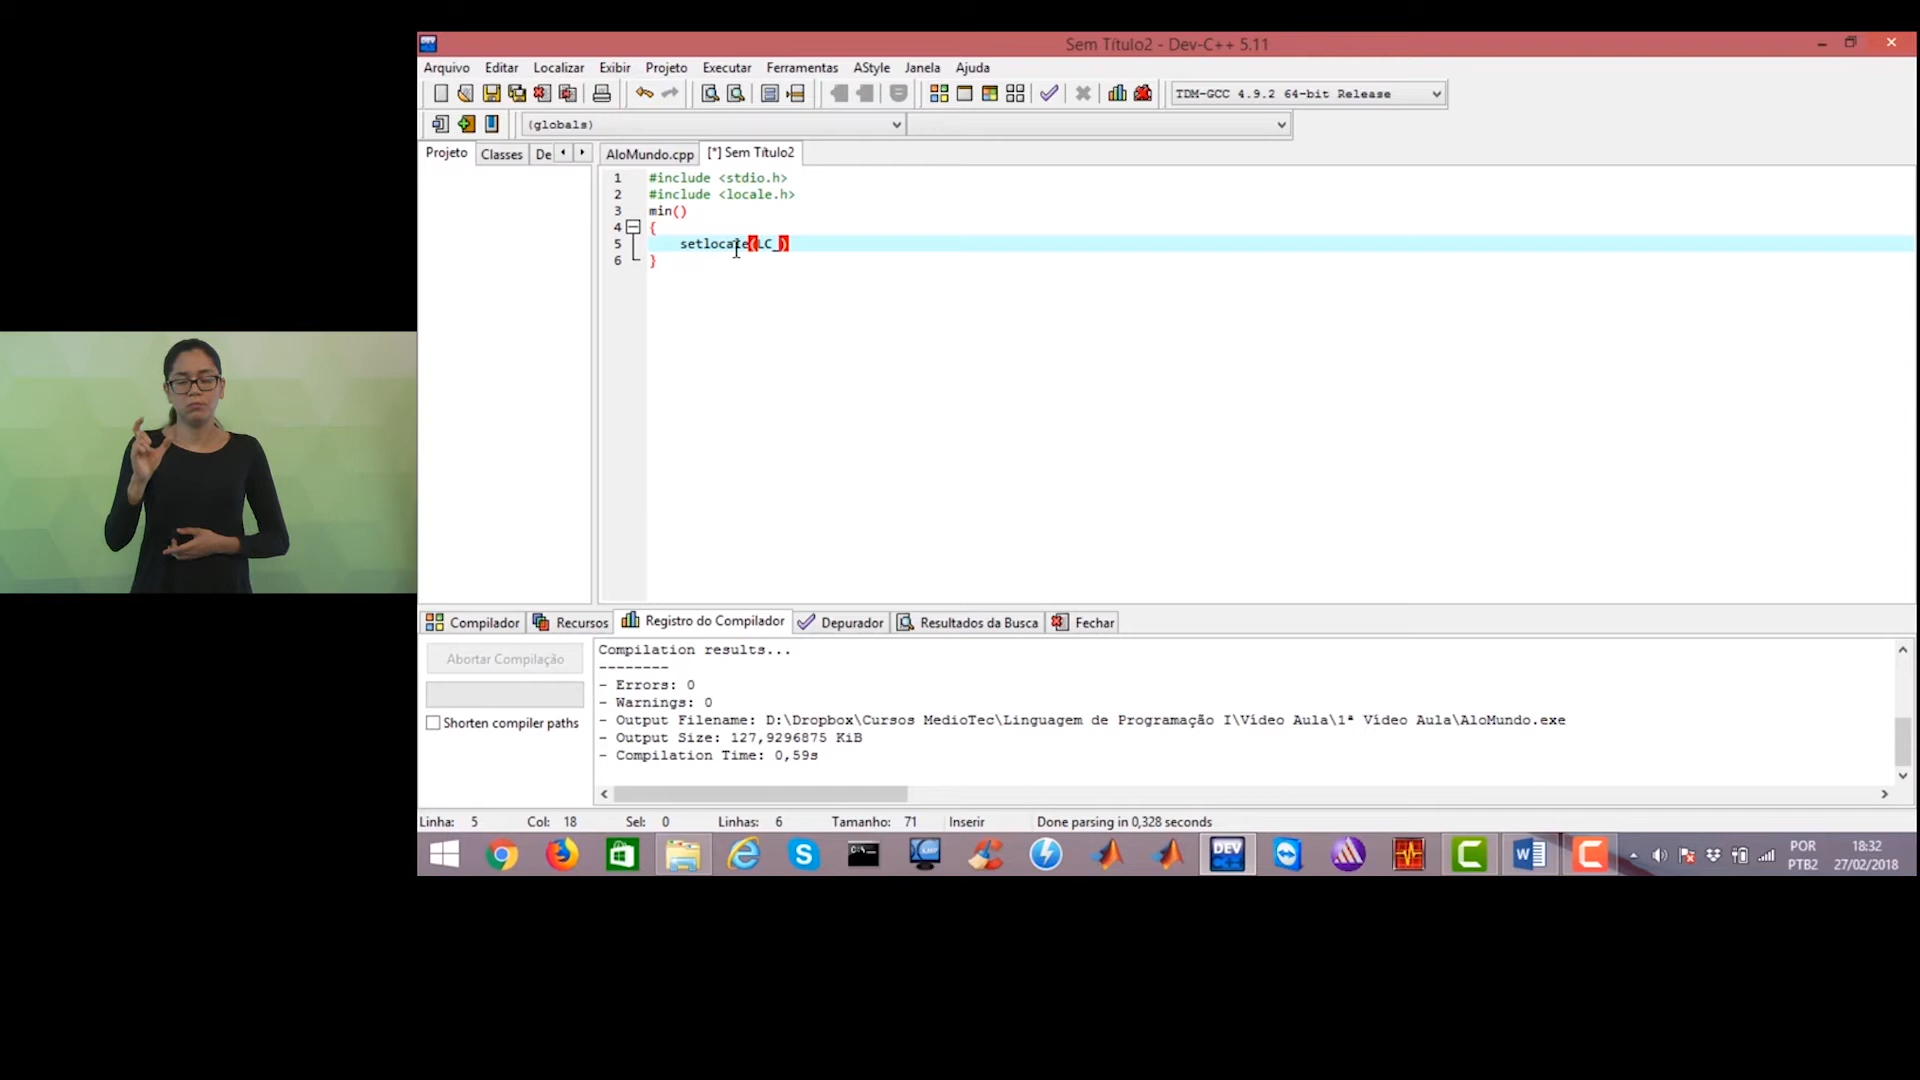 Sem Título2 - Dev-C++ 5.11
Arquivo Editar Localizar Exibir Projeto Executar Ferramentas AStyle Janela Ajuda
TDM-GCC 4.9.2 64-bit Release
(globals)
Projeto Classes De AloMundo.cpp [*] Sem Título2
1 #include <stdio.h>
2 #include <locale.h>
3 min()
4 {
5 setlocale(LC_)
6 }
Compilador Recursos Registro do Compilador Depurador Resultados da Busca Fechar
Abortar Compilação
Shorten compiler paths
Compilation results...
--------
- Errors: 0
- Warnings: 0
- Output Filename: D:\Dropbox\Cursos MedioTec\Linguagem de Programação I\Vídeo Aula\1ª Vídeo Aula\AloMundo.exe
- Output Size: 127,9296875 KiB
- Compilation Time: 0,59s
Linha: 5 Col: 18 Sel: 0 Linhas: 6 Tamanho: 71 Inserir Done parsing in 0,328 seconds
DEV
POR 18:32
PTB2 27/02/2018